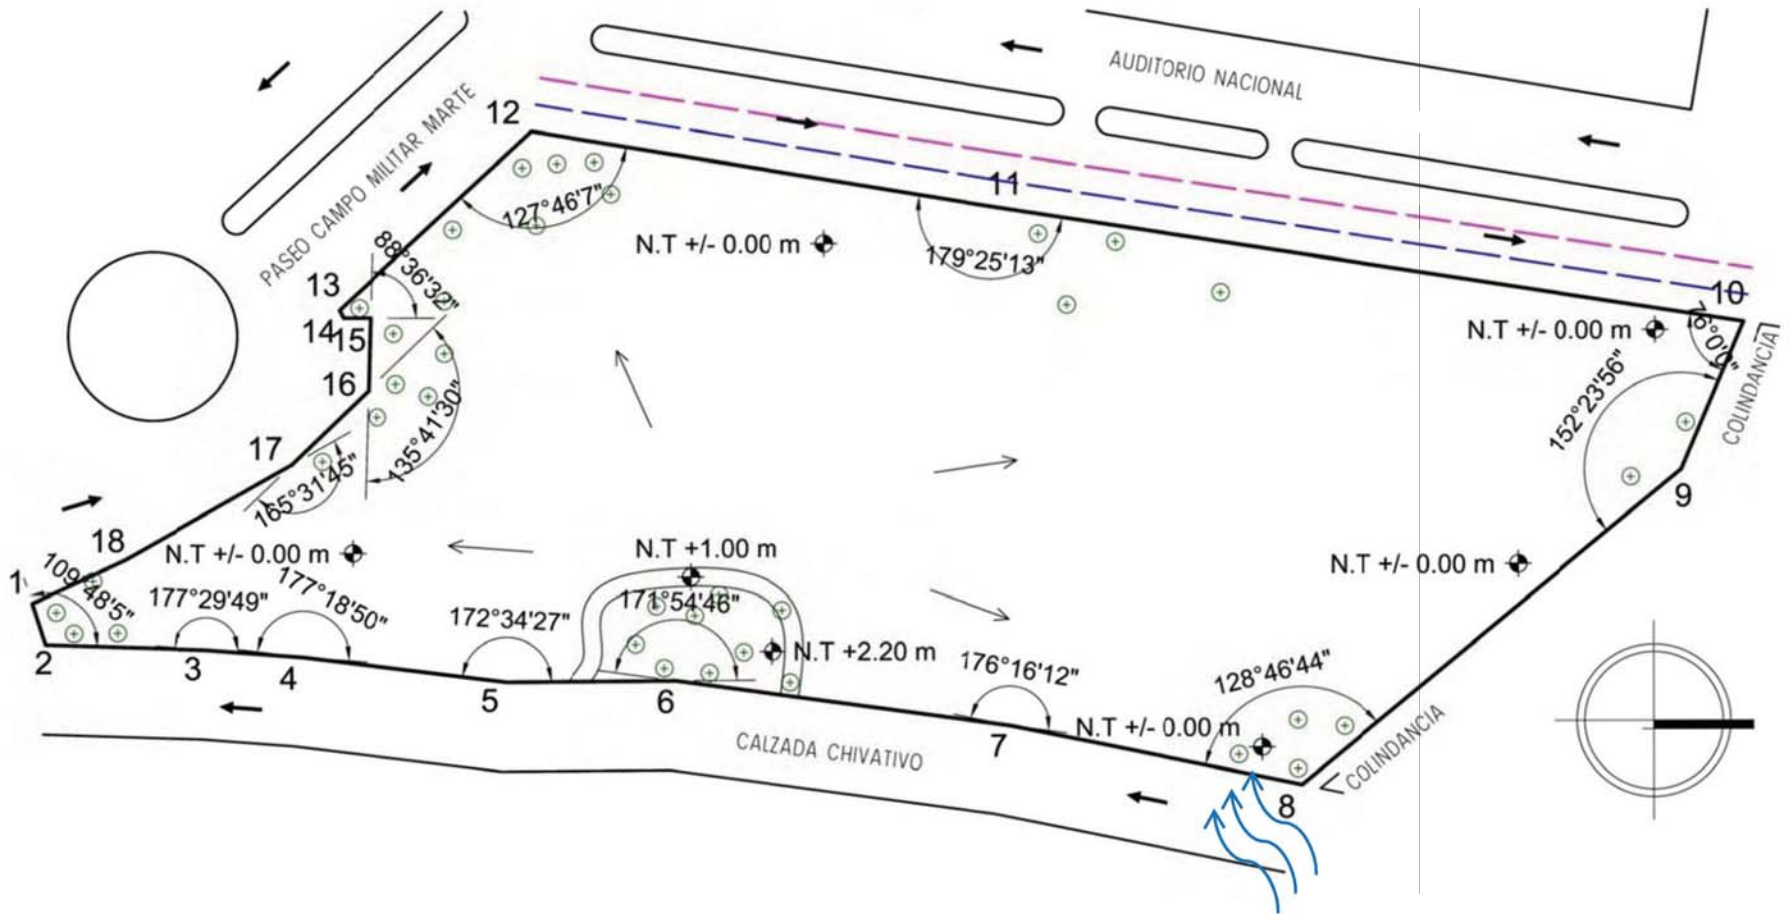 AUDITORIO NACIONAL
PASEO CAMPO MILITAR MARTE
12
127°46'7"
11
N.T +/- 0.00 m
179°25'13"
88°36'32"
13
14
15
16
135°41'30"
10
N.T +/- 0.00 m
76°0'0"
COLINDANCIA
152°23'56"
9
17
165°31'45"
18
N.T +/- 0.00 m
1
109°48'5"
177°29'49"
177°18'50"
172°34'27"
N.T +1.00 m
171°54'46"
N.T +2.20 m
N.T +/- 0.00 m
176°16'12"
128°46'44"
N.T +/- 0.00 m
2
3
4
5
6
7
8
CALZADA CHIVATIVO
COLINDANCIA